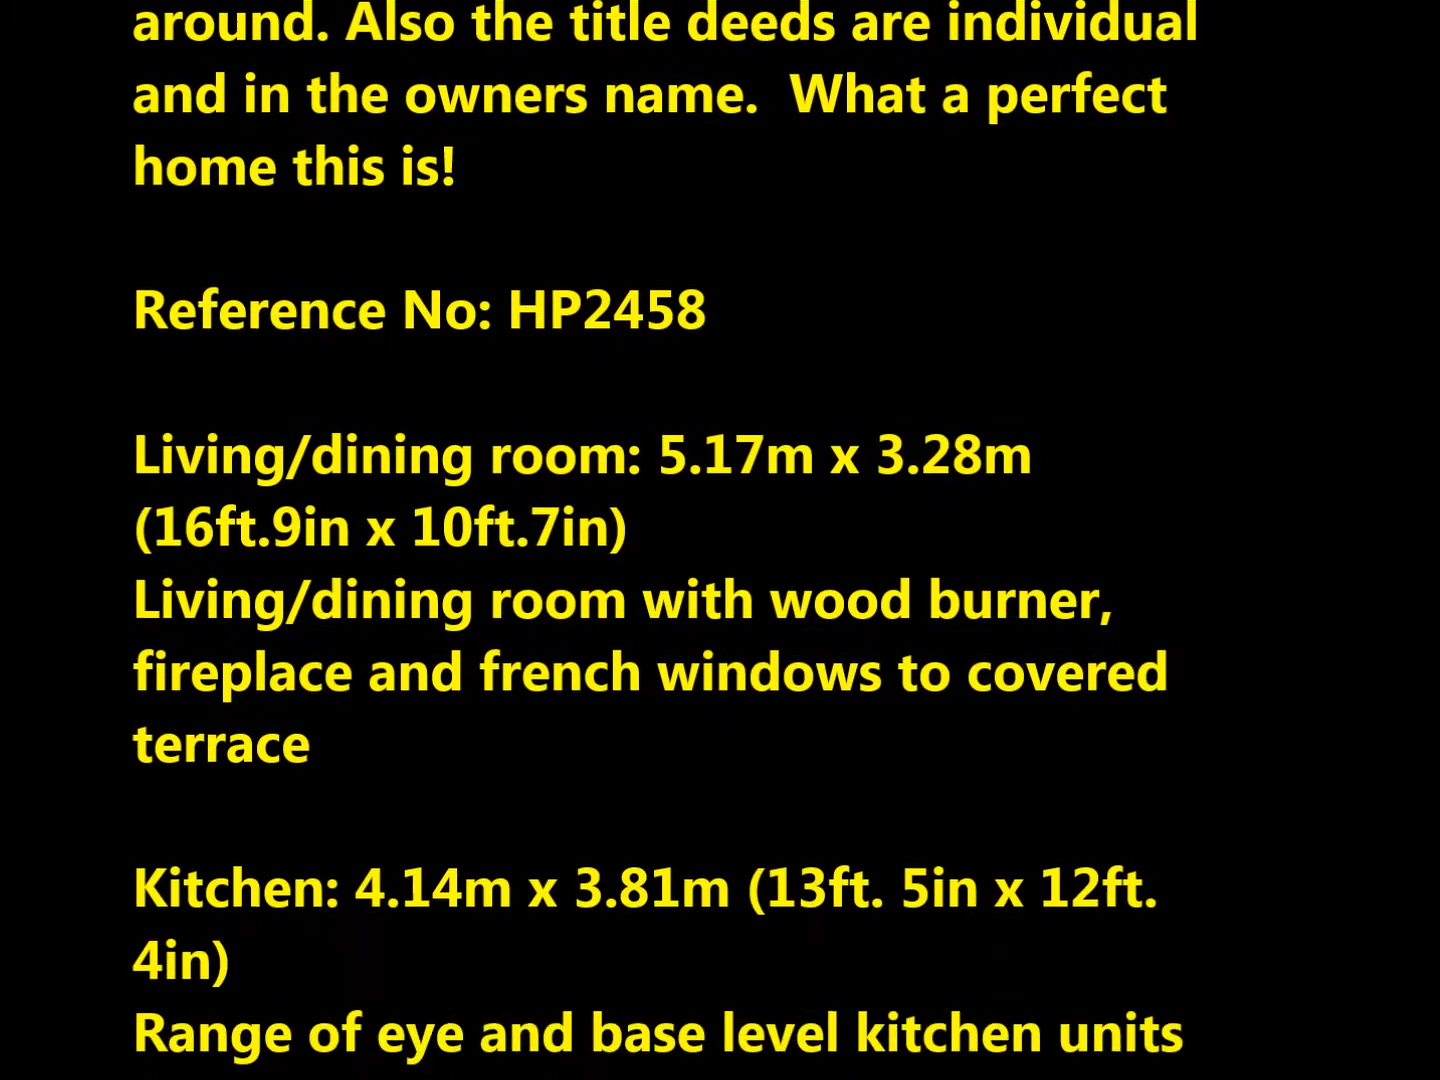 around. Also the title deeds are individual
and in the owners name.  What a perfect
home this is!
Reference No: HP2458
Living/dining room: 5.17m x 3.28m
(16ft.9in x 10ft.7in)
Living/dining room with wood burner,
fireplace and french windows to covered
terrace
Kitchen: 4.14m x 3.81m (13ft. 5in x 12ft.
4in)
Range of eye and base level kitchen units